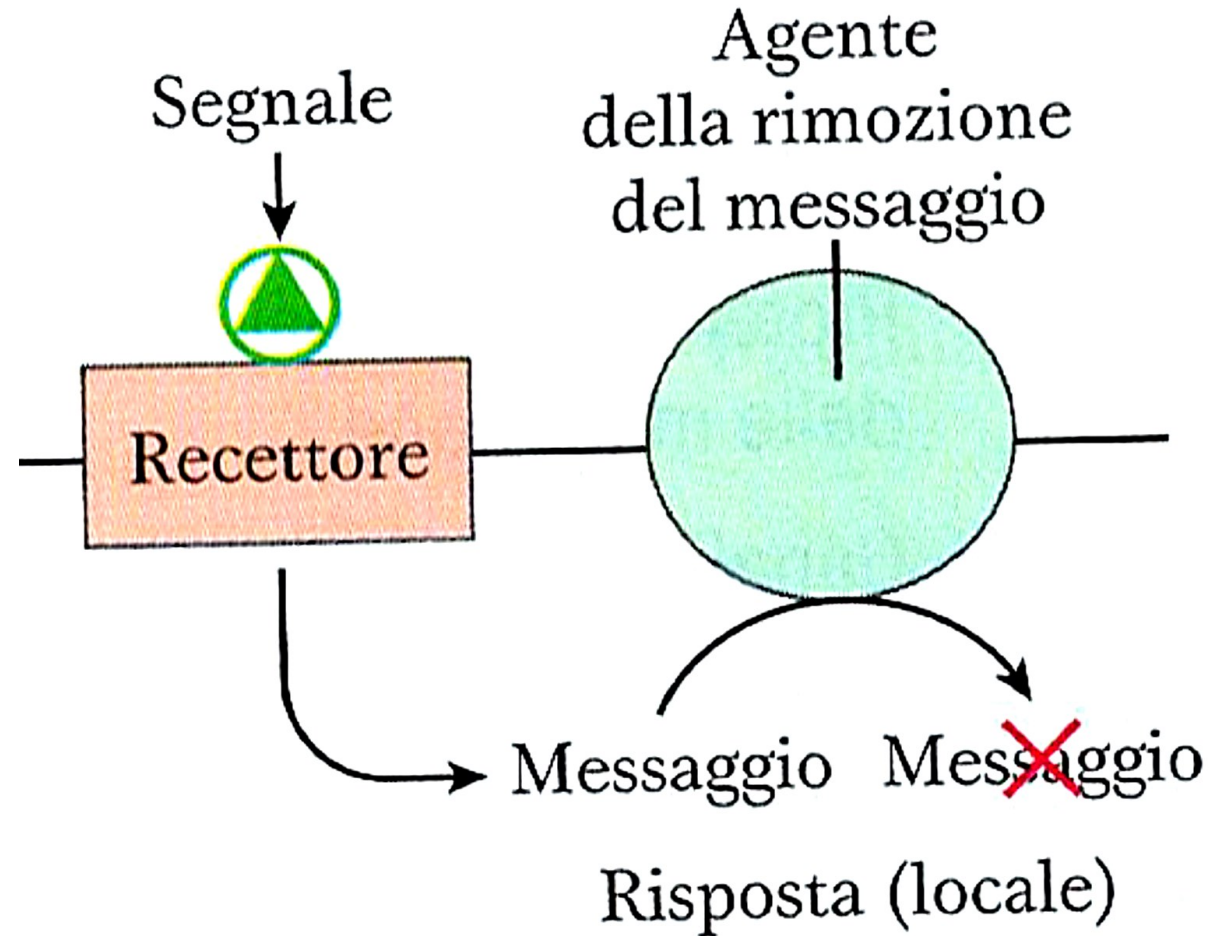 Segnale
Agente
della rimozione
del messaggio
Recettore
Messaggio
Messaggio
Risposta (locale)